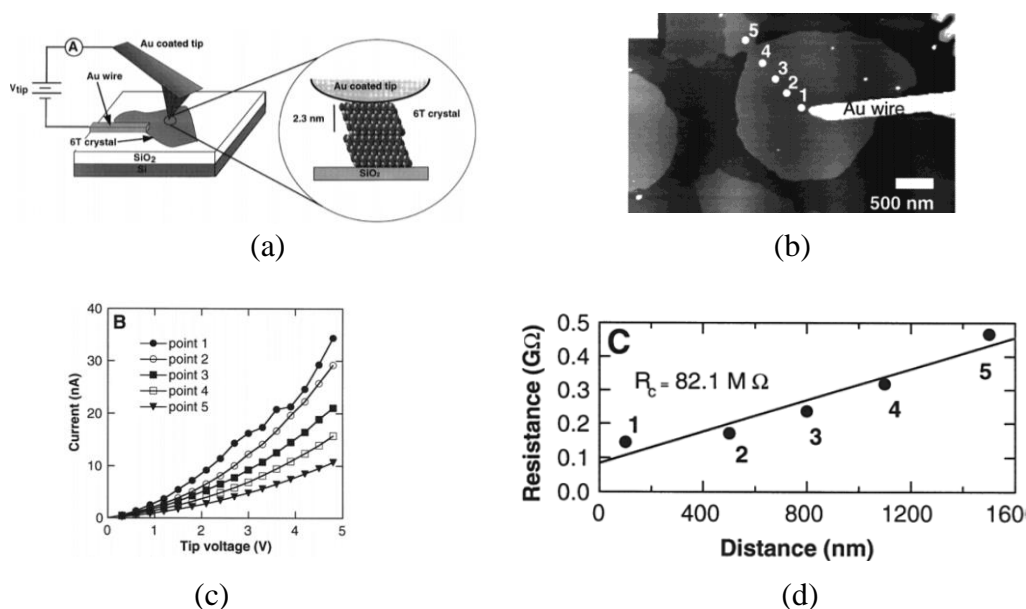 A
Au coated tip
Au wire
Vtip
6T crystal
SiO2
Si
Au coated tip
2.3 nm
6T crystal
SiO2
(a)
5
4
3
2
1
Au wire
500 nm
(b)
B
40
30
20
10
0
Current (nA)
point 1
point 2
point 3
point 4
point 5
0 1 2 3 4 5
Tip voltage (V)
(c)
C
0.5
0.4
0.3
0.2
0.1
0.0
Resistance (GΩ)
Rc = 82.1 M Ω
1
2
3
4
5
0 400 800 1200 160
Distance (nm)
(d)